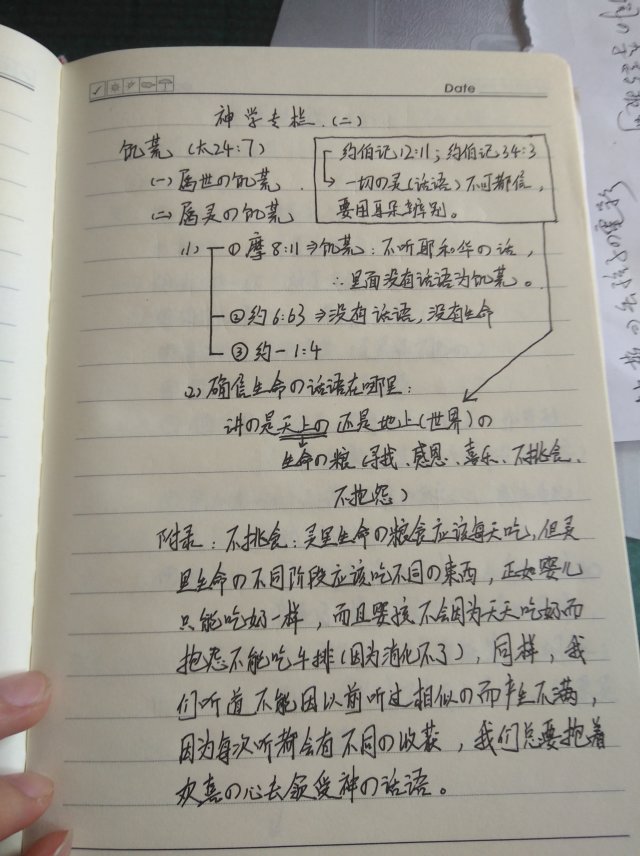 Date
神学专栏.(二)
饥荒 (太24:7)
约伯记12:11; 约伯记34:3
(一) 属世の饥荒
→ 一切の灵(话语)不可都信,
(二) 属灵の饥荒
要用耳朵辨别。
(1) ① 摩8:11 ⇒ 饥荒: 不听耶和华の话,
∴ 里面没有话语为饥荒。
② 约6:63 ⇒ 没有话语, 没有生命
③ 约一1:4
(2) 确信生命の话语在哪里:
讲の是天上の 还是地上(世界)の
生命の粮 (寻找、感恩、喜乐、不挑食、
不抱怨)
附录: 不挑食: 灵里生命の粮食应该每天吃, 但灵
里生命の不同阶段应该吃不同の東西, 正如婴儿
只能吃奶一样, 而且婴孩不会因为天天吃奶而
抱怨不能吃牛排(因为消化不了), 同样, 我
们听道不能因以前听过相似の而产生不满,
因为每次听都会有不同の收获, 我们总要抱着
欢喜の心去领受神の话语。